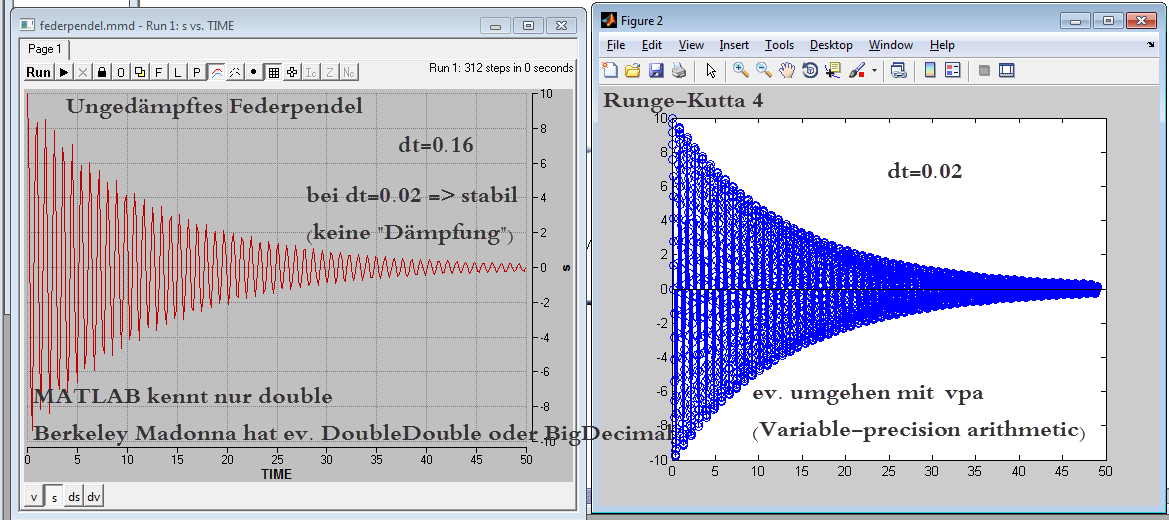 federpendel.mmd - Run 1: s vs. TIME
Page 1
Run O F L P Ic Z Nc
Run 1: 312 steps in 0 seconds
Ungedämpftes Federpendel
dt=0.16
bei dt=0.02 => stabil
(keine "Dämpfung")
MATLAB kennt nur double
Berkeley Madonna hat ev. DoubleDouble oder BigDecimal
10
8
6
4
2
0
-2
-4
-6
-8
-10
s
0 5 10 15 20 25 30 35 40 45 50
TIME
v s ds dv
Figure 2
File Edit View Insert Tools Desktop Window Help
Runge-Kutta 4
dt=0.02
ev. umgehen mit vpa
(Variable-precision arithmetic)
10
8
6
4
2
0
-2
-4
-6
-8
-10
0 5 10 15 20 25 30 35 40 45 50